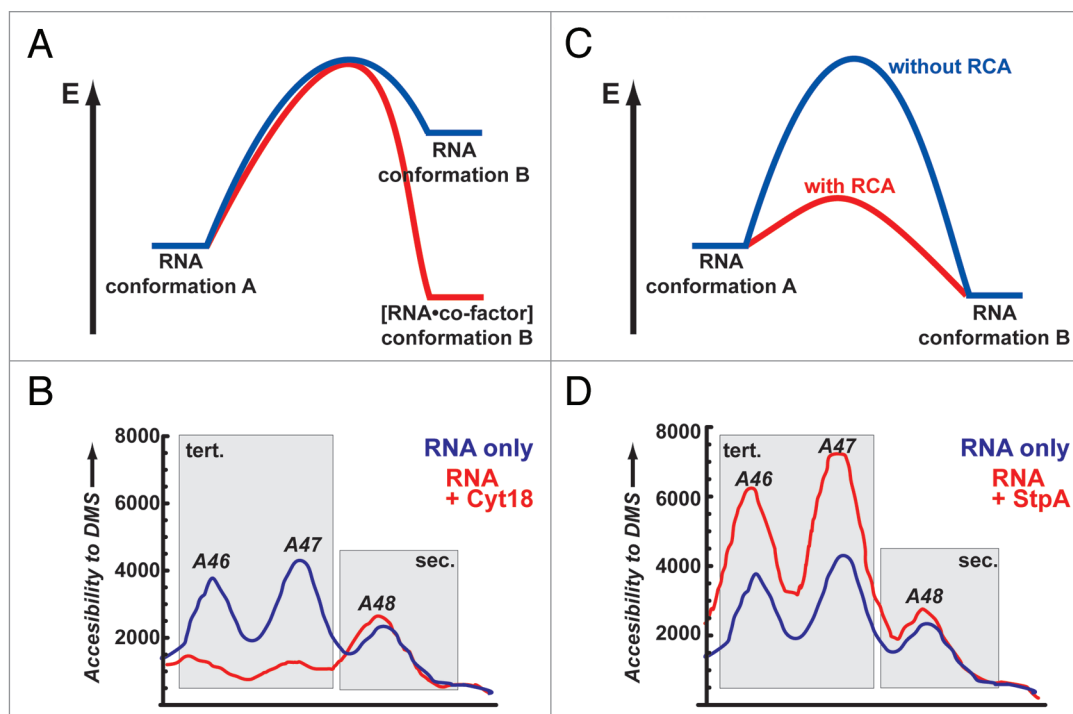 A
E
RNA
conformation B
RNA
conformation A
[RNA•co-factor]
conformation B
C
E
without RCA
with RCA
RNA
conformation A
RNA
conformation B
B
Accesibility to DMS
8000
6000
4000
2000
tert.
A46
A47
sec.
A48
RNA only
RNA
+ Cyt18
D
Accesibility to DMS
8000
6000
4000
2000
tert.
A46
A47
sec.
A48
RNA only
RNA
+ StpA